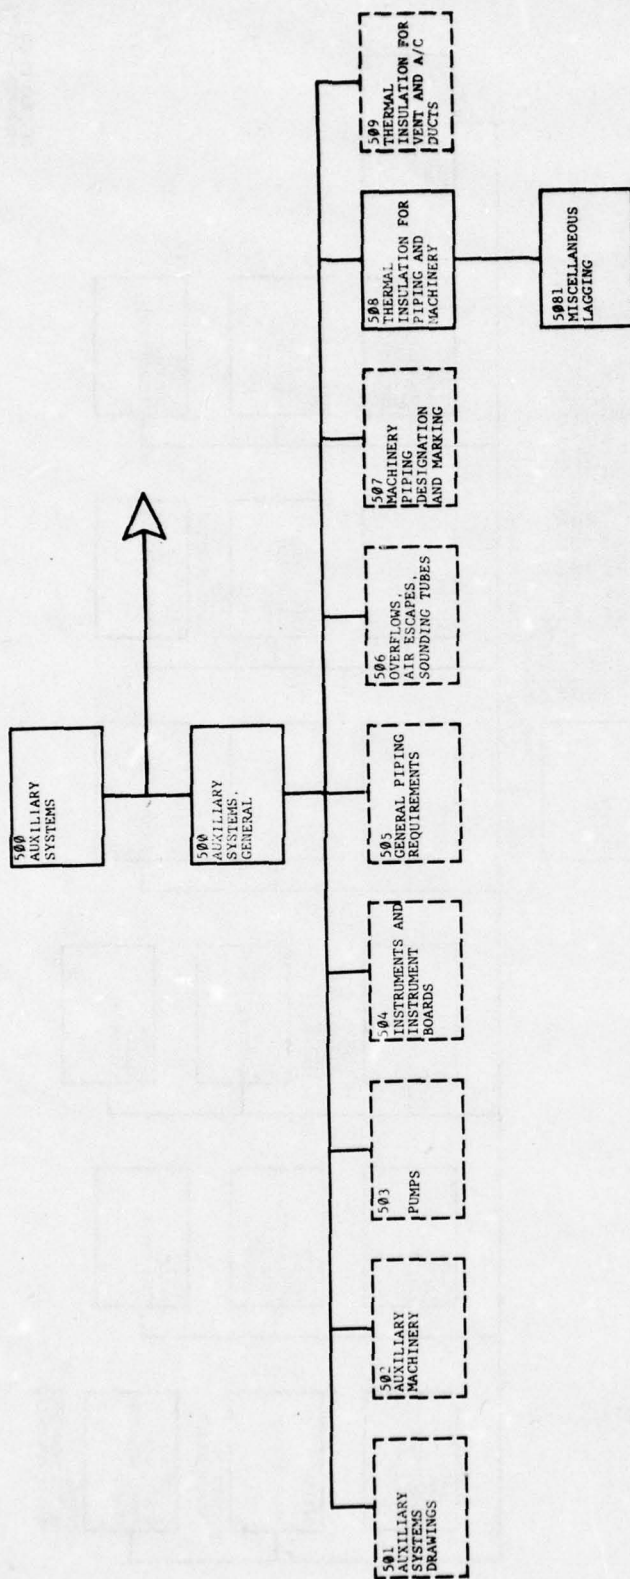 500
AUXILIARY
SYSTEMS
500
AUXILIARY
SYSTEMS,
GENERAL
501
AUXILIARY
SYSTEMS
DRAWINGS
502
AUXILIARY
MACHINERY
503
PUMPS
504
INSTRUMENTS AND
INSTRUMENT
BOARDS
505
GENERAL PIPING
REQUIREMENTS
506
OVERFLOWS,
AIR ESCAPES,
SOUNDING TUBES
507
MACHINERY
PIPING
DESIGNATION
AND MARKING
508
THERMAL
INSULATION FOR
PIPING AND
MACHINERY
509
THERMAL
INSULATION FOR
VENT AND A/C
DUCTS
5081
MISCELLANEOUS
LAGGING